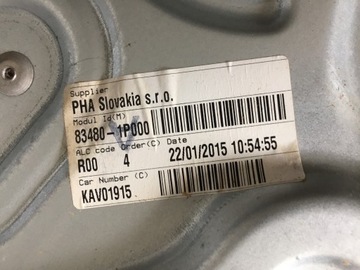 Supplier
PHA Slovakia s.r.o.
Modul Id(M)
83480-1P000
ALC code Order(C) Date
R00 4 22/01/2015 10:54:55
Car Number (C)
KAV01915